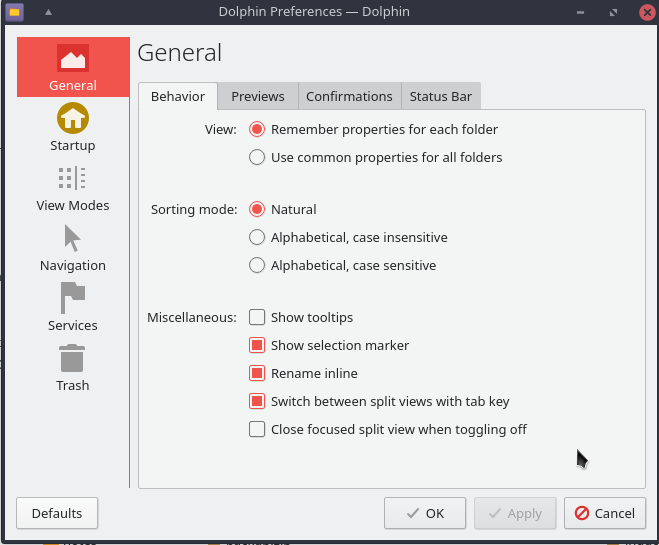 Dolphin Preferences — Dolphin
General
Startup
View Modes
Navigation
Services
Trash
General
Behavior Previews Confirmations Status Bar
View: Remember properties for each folder
Use common properties for all folders
Sorting mode: Natural
Alphabetical, case insensitive
Alphabetical, case sensitive
Miscellaneous: Show tooltips
Show selection marker
Rename inline
Switch between split views with tab key
Close focused split view when toggling off
Defaults OK Apply Cancel